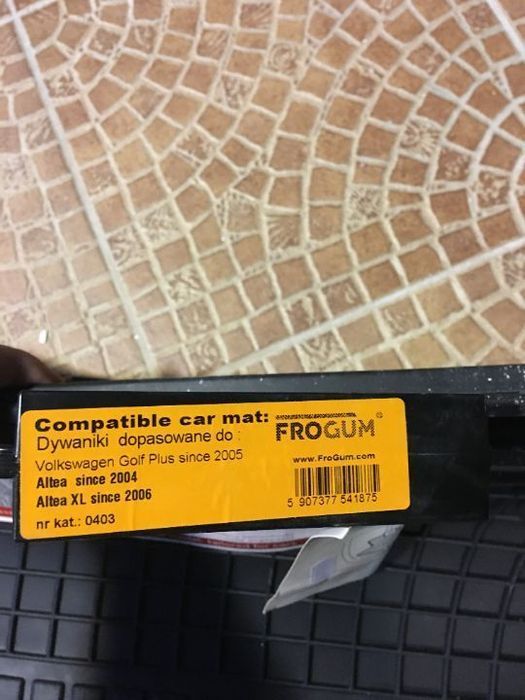 Compatible car mat:
Dywaniki dopasowane do :
Volkswagen Golf Plus since 2005
Altea since 2004
Altea XL since 2006
nr kat.: 0403
FROGUM®
www.FroGum.com
5 907377 541875